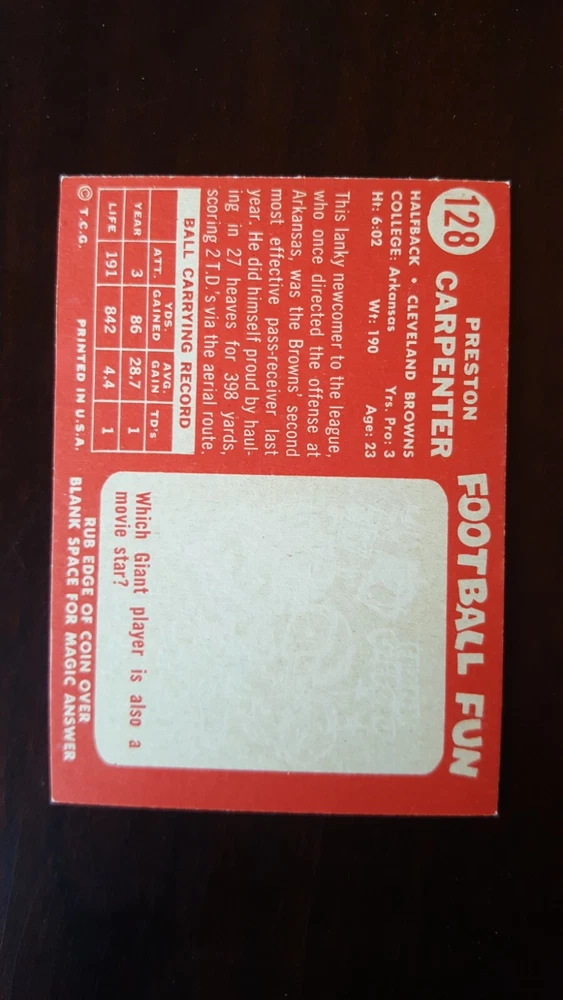 128
PRESTON
CARPENTER
HALFBACK • CLEVELAND BROWNS
COLLEGE: Arkansas Yrs. Pro: 3
Ht: 6:02 Wt: 190 Age: 23
This lanky newcomer to the league,
who once directed the offense at
Arkansas, was the Browns' second
most effective pass-receiver last
year. He did himself proud by haul-
ing in 27 heaves for 398 yards,
scoring 2 T.D.'s via the aerial route.
BALL CARRYING RECORD
ATT. YDS. GAINED AVG. GAIN TD's
YEAR 3 86 28.7 1
LIFE 191 842 4.4 1
© T.C.G. PRINTED IN U.S.A.
FOOTBALL FUN
Which Giant player is also a
movie star?
RUB EDGE OF COIN OVER
BLANK SPACE FOR MAGIC ANSWER